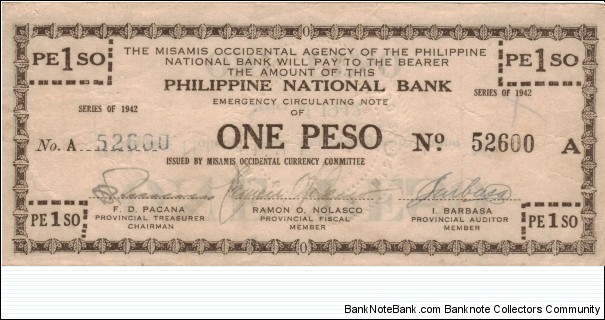 PE1SO
PE1SO
THE MISAMIS OCCIDENTAL AGENCY OF THE PHILIPPINE
NATIONAL BANK WILL PAY TO THE BEARER
THE AMOUNT OF THIS
PHILIPPINE NATIONAL BANK
EMERGENCY CIRCULATING NOTE
OF
SERIES OF 1942
SERIES OF 1942
No. A 52600
ONE PESO
No 52600 A
ISSUED BY MISAMIS OCCIDENTAL CURRENCY COMMITTEE
F. D. PACANA
PROVINCIAL TREASURER
CHAIRMAN
RAMON O. NOLASCO
PROVINCIAL FISCAL
MEMBER
I. BARBASA
PROVINCIAL AUDITOR
MEMBER
PE1SO
PE1SO
BanknoteBank.com - Banknote Collectors Community